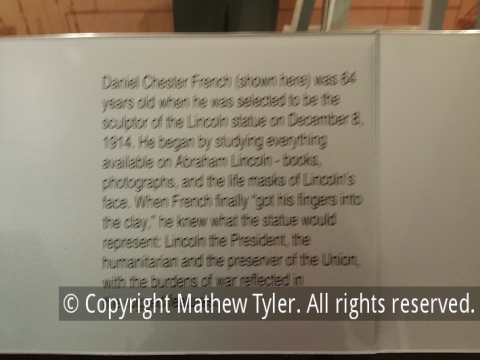 Daniel Chester French (shown here) was 64
years old when he was selected to be the
sculptor of the Lincoln statue on December 8,
1914. He began by studying everything
available on Abraham Lincoln - books,
photographs, and the life masks of Lincoln's
face. When French finally "got his fingers into
the clay," he knew what the statue would
represent: Lincoln the President, the
humanitarian and the preserver of the Union,
with the burdens of war reflected in
© Copyright Mathew Tyler. All rights reserved.